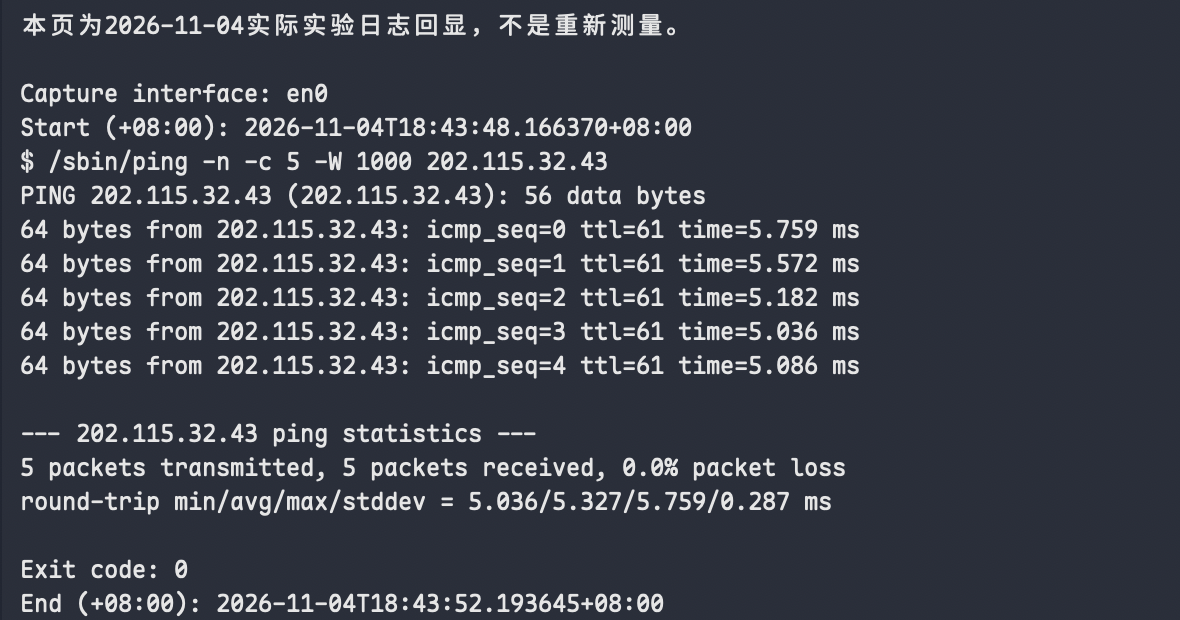 本页为2026-11-04实际实验日志回显，不是重新测量。
Capture interface: en0
Start (+08:00): 2026-11-04T18:43:48.166370+08:00
$ /sbin/ping -n -c 5 -W 1000 202.115.32.43
PING 202.115.32.43 (202.115.32.43): 56 data bytes
64 bytes from 202.115.32.43: icmp_seq=0 ttl=61 time=5.759 ms
64 bytes from 202.115.32.43: icmp_seq=1 ttl=61 time=5.572 ms
64 bytes from 202.115.32.43: icmp_seq=2 ttl=61 time=5.182 ms
64 bytes from 202.115.32.43: icmp_seq=3 ttl=61 time=5.036 ms
64 bytes from 202.115.32.43: icmp_seq=4 ttl=61 time=5.086 ms
--- 202.115.32.43 ping statistics ---
5 packets transmitted, 5 packets received, 0.0% packet loss
round-trip min/avg/max/stddev = 5.036/5.327/5.759/0.287 ms
Exit code: 0
End (+08:00): 2026-11-04T18:43:52.193645+08:00